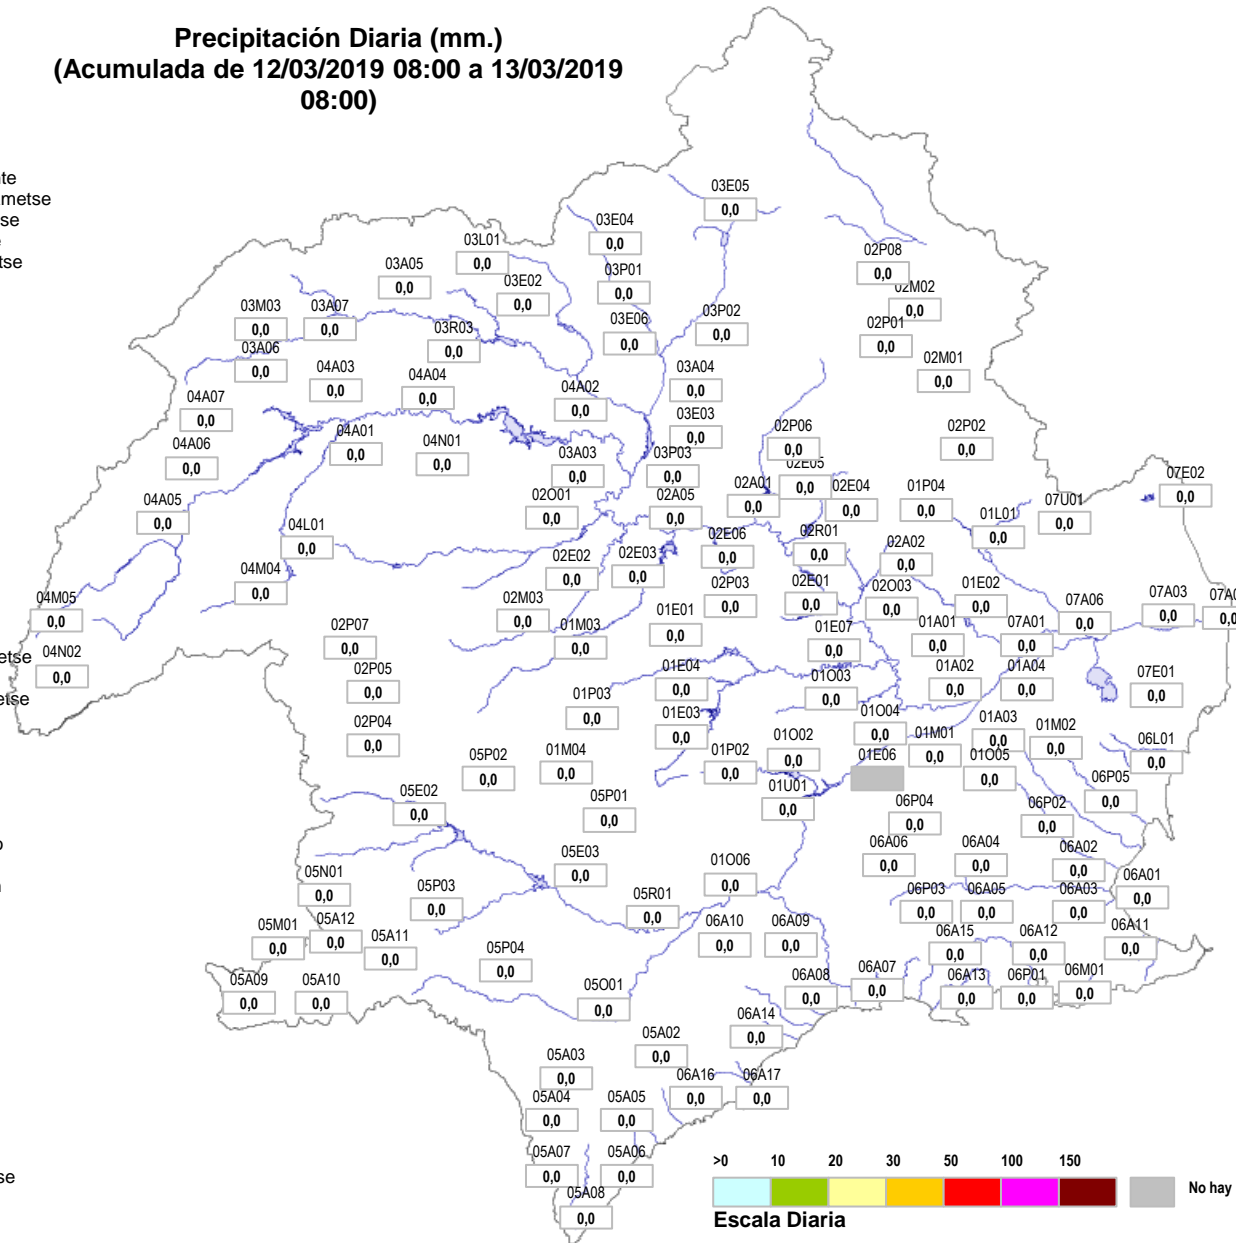 Precipitación Diaria (mm.)
(Acumulada de 12/03/2019 08:00 a 13/03/2019
08:00)
metse
se
tse
03E05
0,0
03E04
0,0
03L01
0,0
02P08
0,0
03A05
0,0
03P01
0,0
03E02
0,0
02M02
0,0
03M03
0,0
03A07
0,0
03P02
0,0
03E06
0,0
03R03
0,0
02P01
0,0
03A06
0,0
04A03
0,0
03A04
0,0
02M01
0,0
04A04
0,0
04A02
0,0
04A07
0,0
03E03
0,0
04A01
0,0
02P06
0,0
02P02
0,0
04A06
0,0
04N01
0,0
03A03
0,0
03P03
0,0
02E05
0,0
07E02
0,0
02A01
0,0
02E04
0,0
01P04
0,0
04A05
0,0
02O01
0,0
02A05
0,0
07U01
0,0
01L01
0,0
04L01
0,0
02E06
0,0
02R01
0,0
02A02
0,0
02E02
0,0
02E03
0,0
04M04
0,0
02P03
0,0
02E01
0,0
02O03
0,0
01E02
0,0
07A03
0,0
07A0
0,0
04M05
0,0
02M03
0,0
01E01
0,0
07A06
0,0
02P07
0,0
01M03
0,0
01E07
0,0
01A01
0,0
07A01
0,0
etse
04N02
0,0
02P05
0,0
01E04
0,0
01O03
0,0
01A02
0,0
01A04
0,0
07E01
0,0
etse
01P03
0,0
01E03
0,0
01O04
0,0
01A03
0,0
02P04
0,0
01M02
0,0
01O02
0,0
01M01
0,0
06L01
0,0
05P02
0,0
01M04
0,0
01P02
0,0
01E06
01O05
0,0
05E02
0,0
05P01
0,0
01U01
0,0
06P05
0,0
06P04
0,0
06P02
0,0
05E03
0,0
06A06
0,0
06A04
0,0
06A02
0,0
05N01
0,0
05P03
0,0
01O06
0,0
06A01
0,0
05R01
0,0
06P03
0,0
06A05
0,0
06A03
0,0
05M01
0,0
05A12
0,0
06A10
0,0
06A09
0,0
06A11
0,0
05A11
0,0
06A15
0,0
06A12
0,0
05P04
0,0
05A09
0,0
05A10
0,0
05O01
0,0
06A08
0,0
06A07
0,0
06A13
0,0
06P01
0,0
06M01
0,0
06A14
0,0
05A02
0,0
05A03
0,0
06A16
0,0
06A17
0,0
05A04
0,0
05A05
0,0
05A07
0,0
05A06
0,0
05A08
0,0
se
>0 10 20 30 50 100 150
No hay
Escala Diaria